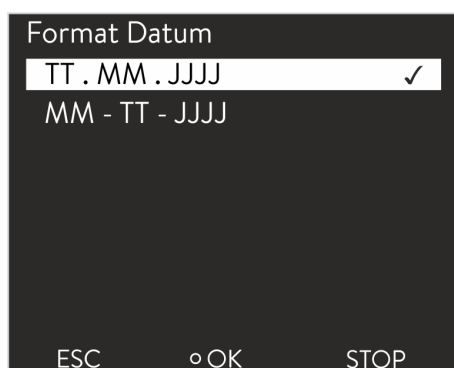 Format Datum
TT . MM . JJJJ ✓
MM - TT - JJJJ
ESC OK STOP